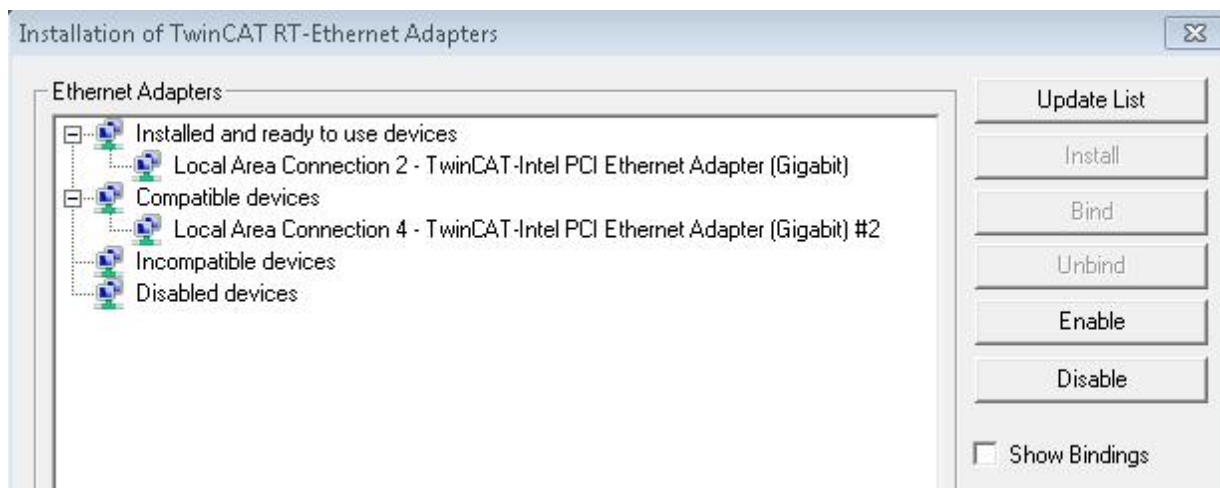 Installation of TwinCAT RT-Ethernet Adapters
Ethernet Adapters
Installed and ready to use devices
Local Area Connection 2 - TwinCAT-Intel PCI Ethernet Adapter (Gigabit)
Compatible devices
Local Area Connection 4 - TwinCAT-Intel PCI Ethernet Adapter (Gigabit) #2
Incompatible devices
Disabled devices
Update List
Install
Bind
Unbind
Enable
Disable
Show Bindings